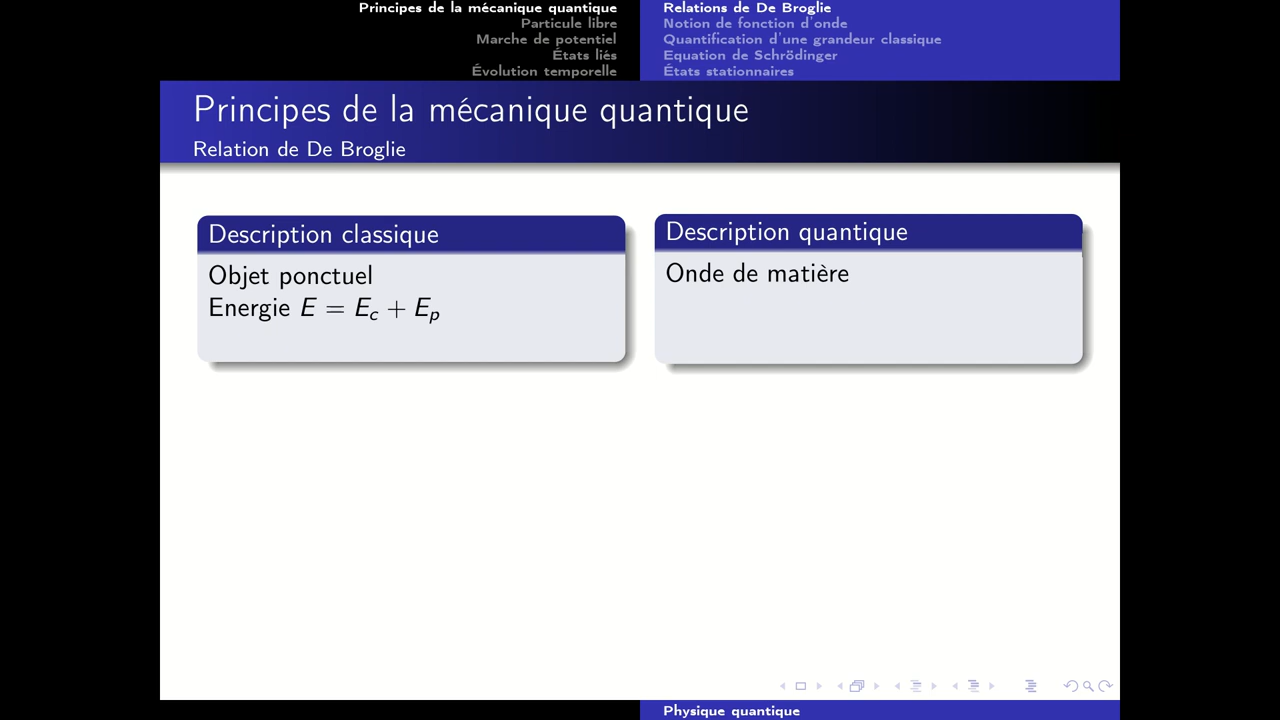 Principes de la mécanique quantique
Particule libre
Marche de potentiel
États liés
Évolution temporelle
Relations de De Broglie
Notion de fonction d'onde
Quantification d'une grandeur classique
Equation de Schrödinger
États stationnaires
Principes de la mécanique quantique
Relation de De Broglie
Description classique
Objet ponctuel
Energie E = E_c + E_p
Description quantique
Onde de matière
Physique quantique